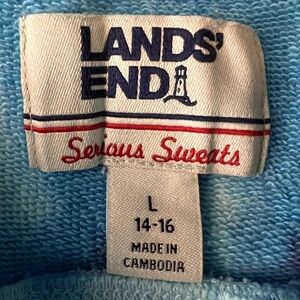 LANDS'
END
Serious Sweats
L
14-16
MADE IN
CAMBODIA